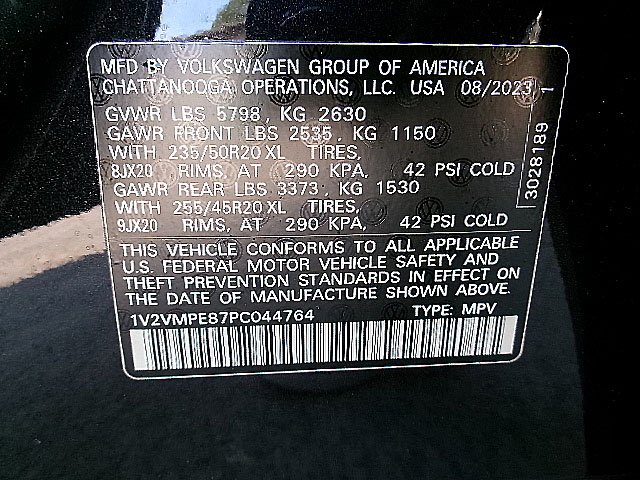 MFD BY VOLKSWAGEN GROUP OF AMERICA
CHATTANOOGA OPERATIONS, LLC. USA 08/2023 1
GVWR LBS 5798, KG 2630
GAWR FRONT LBS 2535, KG 1150
WITH 235/50R20 XL TIRES,
8JX20 RIMS, AT 290 KPA, 42 PSI COLD
GAWR REAR LBS 3373, KG 1530
WITH 255/45R20 XL TIRES,
9JX20 RIMS, AT 290 KPA, 42 PSI COLD
3028189
THIS VEHICLE CONFORMS TO ALL APPLICABLE
U.S. FEDERAL MOTOR VEHICLE SAFETY AND
THEFT PREVENTION STANDARDS IN EFFECT ON
THE DATE OF MANUFACTURE SHOWN ABOVE.
1V2VMPE87PC044764 TYPE: MPV